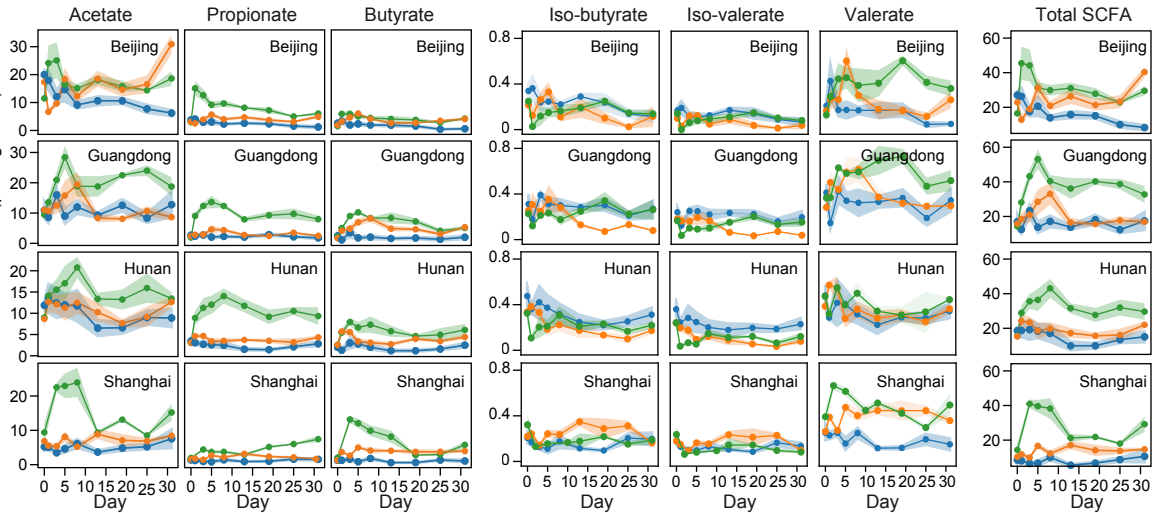 Acetate Propionate Butyrate Iso-butyrate Iso-valerate Valerate Total SCFA
30 Beijing Beijing Beijing 0.8 Beijing Beijing Beijing 60 Beijing
20 0.4 40
10 20
0 0
30 Guangdong Guangdong Guangdong 0.8 Guangdong Guangdong Guangdong 60 Guangdong
20 0.4 40
10 20
0 0
20 Hunan Hunan Hunan Hunan Hunan Hunan 60 Hunan
15 0.4 40
10
5 20
0 0
Shanghai Shanghai Shanghai 0.8 Shanghai Shanghai Shanghai 60 Shanghai
20 0.4 40
10 20
0 0
0 5 10 15 20 25 30 0 5 10 15 20 25 30 0 5 10 15 20 25 30 0 5 10 15 20 25 30 0 5 10 15 20 25 30 0 5 10 15 20 25 30 0 5 10 15 20 25 30
Day Day Day Day Day Day Day